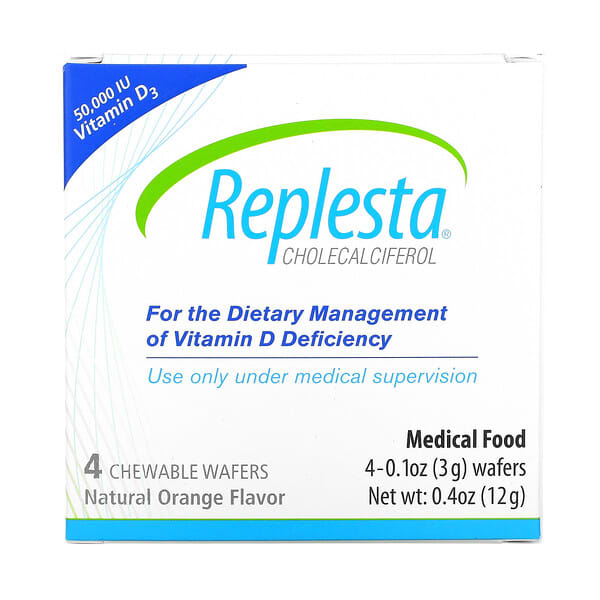 50,000 IU
Vitamin D3
Replesta®
CHOLECALCIFEROL
For the Dietary Management
of Vitamin D Deficiency
Use only under medical supervision
4 CHEWABLE WAFERS
Natural Orange Flavor
Medical Food
4-0.1oz (3g) wafers
Net wt: 0.4oz (12g)